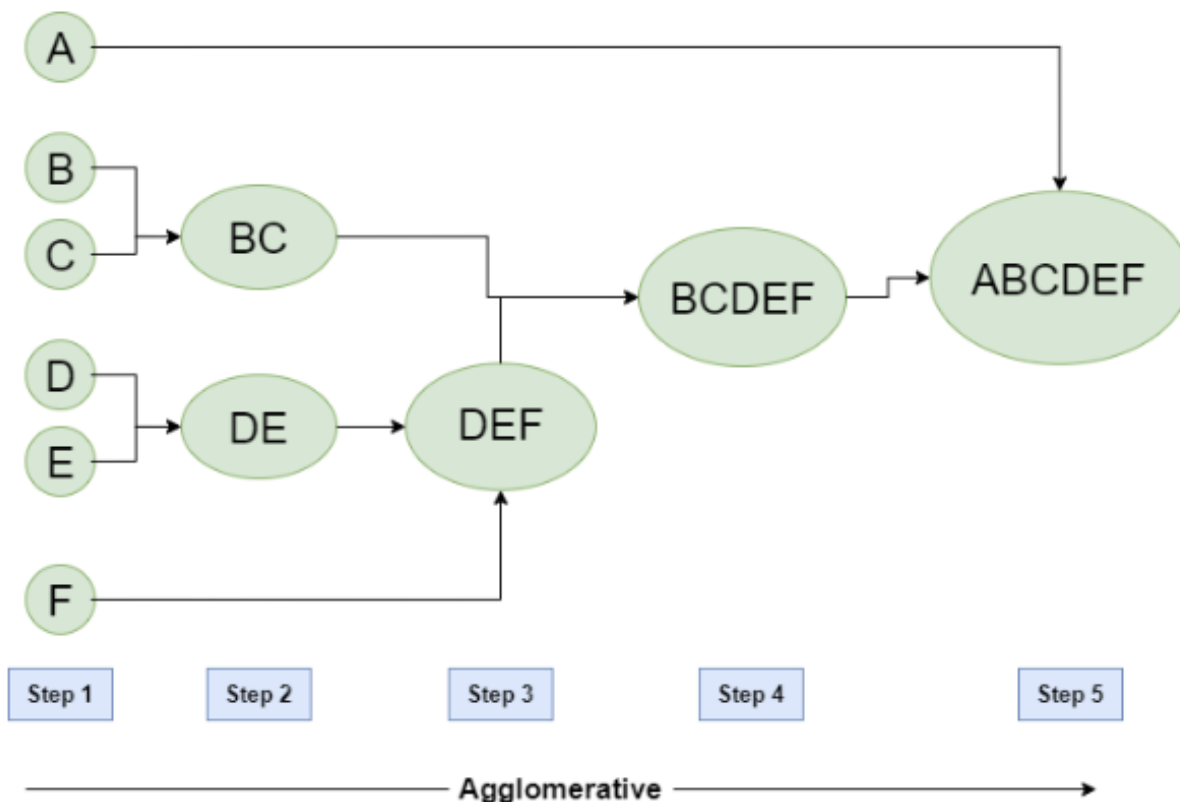 A
B
C
BC
BCDEF
ABCDEF
D
E
DE
DEF
F
Step 1
Step 2
Step 3
Step 4
Step 5
Agglomerative